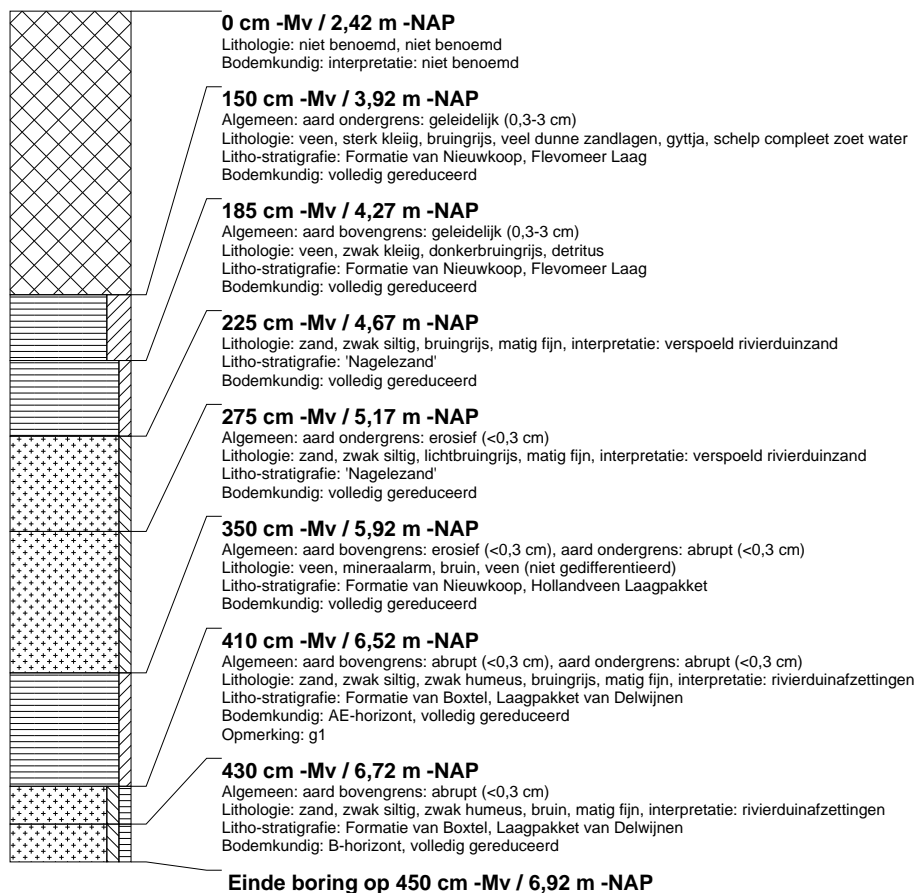 0 cm -Mv / 2,42 m -NAP
Lithologie: niet benoemd, niet benoemd
Bodemkundig: interpretatie: niet benoemd
150 cm -Mv / 3,92 m -NAP
Algemeen: aard ondergrens: geleidelijk (0,3-3 cm)
Lithologie: veen, sterk kleiig, bruingrijs, veel dunne zandlagen, gyttja, schelp compleet zoet water
Litho-stratigrafie: Formatie van Nieuwkoop, Flevomeer Laag
Bodemkundig: volledig gereduceerd
185 cm -Mv / 4,27 m -NAP
Algemeen: aard bovengrens: geleidelijk (0,3-3 cm)
Lithologie: veen, zwak kleiig, donkerbruingrijs, detritus
Litho-stratigrafie: Formatie van Nieuwkoop, Flevomeer Laag
Bodemkundig: volledig gereduceerd
225 cm -Mv / 4,67 m -NAP
Lithologie: zand, zwak siltig, bruingrijs, matig fijn, interpretatie: verspoeld rivierduinzand
Litho-stratigrafie: 'Nagelezand'
Bodemkundig: volledig gereduceerd
275 cm -Mv / 5,17 m -NAP
Algemeen: aard ondergrens: erosief (<0,3 cm)
Lithologie: zand, zwak siltig, lichtbruingrijs, matig fijn, interpretatie: verspoeld rivierduinzand
Litho-stratigrafie: 'Nagelezand'
Bodemkundig: volledig gereduceerd
350 cm -Mv / 5,92 m -NAP
Algemeen: aard bovengrens: erosief (<0,3 cm), aard ondergrens: abrupt (<0,3 cm)
Lithologie: veen, mineraalarm, bruin, veen (niet gedifferentieerd)
Litho-stratigrafie: Formatie van Nieuwkoop, Hollandveen Laagpakket
Bodemkundig: volledig gereduceerd
410 cm -Mv / 6,52 m -NAP
Algemeen: aard bovengrens: abrupt (<0,3 cm), aard ondergrens: abrupt (<0,3 cm)
Lithologie: zand, zwak siltig, zwak humeus, bruingrijs, matig fijn, interpretatie: rivierduinafzettingen
Litho-stratigrafie: Formatie van Boxtel, Laagpakket van Delwijnen
Bodemkundig: AE-horizont, volledig gereduceerd
Opmerking: g1
430 cm -Mv / 6,72 m -NAP
Algemeen: aard bovengrens: abrupt (<0,3 cm)
Lithologie: zand, zwak siltig, zwak humeus, bruin, matig fijn, interpretatie: rivierduinafzettingen
Litho-stratigrafie: Formatie van Boxtel, Laagpakket van Delwijnen
Bodemkundig: B-horizont, volledig gereduceerd
Einde boring op 450 cm -Mv / 6,92 m -NAP